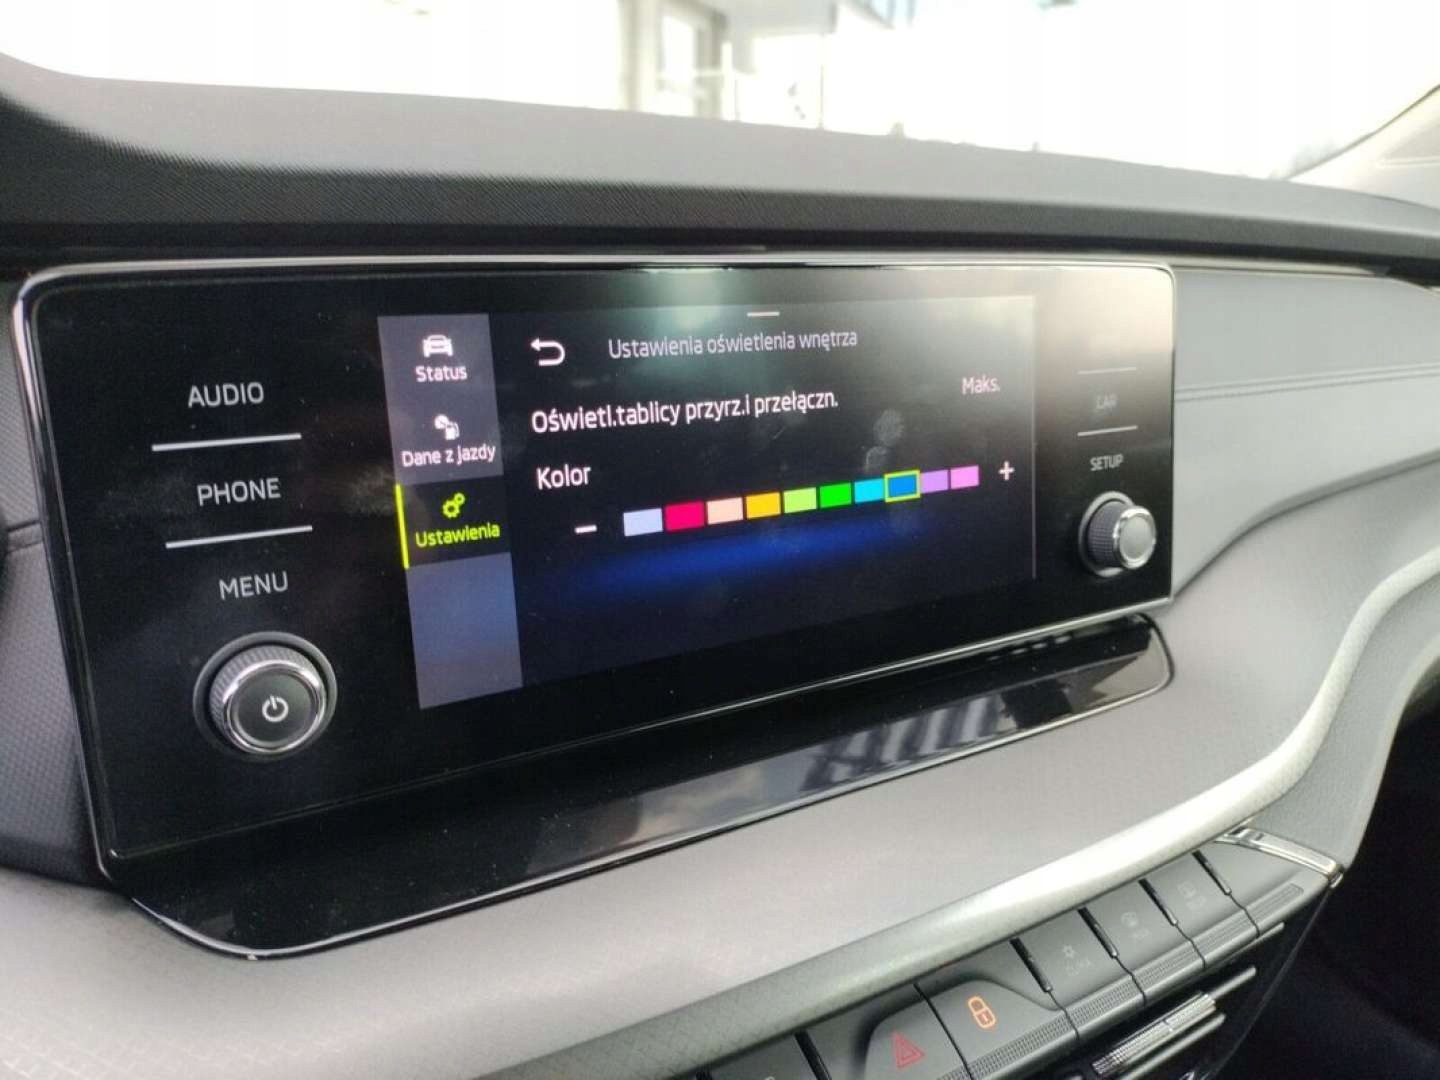 AUDIO
PHONE
MENU
Status
Dane z jazdy
Ustawienia
Ustawienia oświetlenia wnętrza
Oświetl.tablicy przyrz.i przełączn.
Maks.
Kolor
−
+
CAR
SETUP